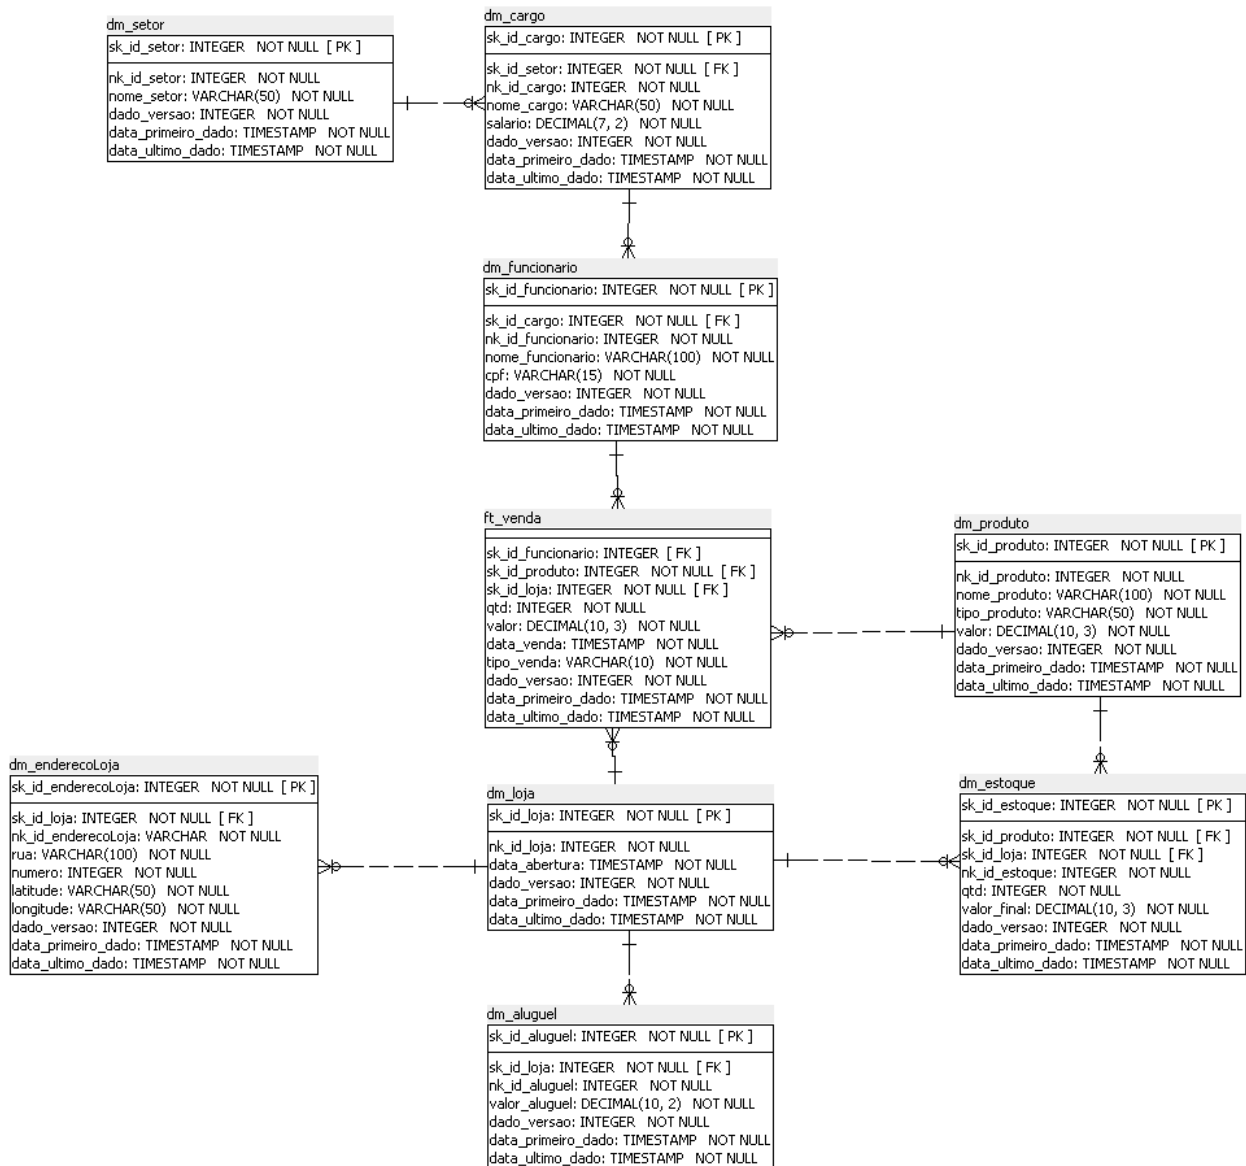 dm_setor
sk_id_setor: INTEGER NOT NULL [ PK ]
nk_id_setor: INTEGER NOT NULL
nome_setor: VARCHAR(50) NOT NULL
dado_versao: INTEGER NOT NULL
data_primeiro_dado: TIMESTAMP NOT NULL
data_ultimo_dado: TIMESTAMP NOT NULL
dm_cargo
sk_id_cargo: INTEGER NOT NULL [ PK ]
sk_id_setor: INTEGER NOT NULL [ FK ]
nk_id_cargo: INTEGER NOT NULL
nome_cargo: VARCHAR(50) NOT NULL
salario: DECIMAL(7, 2) NOT NULL
dado_versao: INTEGER NOT NULL
data_primeiro_dado: TIMESTAMP NOT NULL
data_ultimo_dado: TIMESTAMP NOT NULL
dm_funcionario
sk_id_funcionario: INTEGER NOT NULL [ PK ]
sk_id_cargo: INTEGER NOT NULL [ FK ]
nk_id_funcionario: INTEGER NOT NULL
nome_funcionario: VARCHAR(100) NOT NULL
cpf: VARCHAR(15) NOT NULL
dado_versao: INTEGER NOT NULL
data_primeiro_dado: TIMESTAMP NOT NULL
data_ultimo_dado: TIMESTAMP NOT NULL
ft_venda
sk_id_funcionario: INTEGER [ FK ]
sk_id_produto: INTEGER NOT NULL [ FK ]
sk_id_loja: INTEGER NOT NULL [ FK ]
qtd: INTEGER NOT NULL
valor: DECIMAL(10, 3) NOT NULL
data_venda: TIMESTAMP NOT NULL
tipo_venda: VARCHAR(10) NOT NULL
dado_versao: INTEGER NOT NULL
data_primeiro_dado: TIMESTAMP NOT NULL
data_ultimo_dado: TIMESTAMP NOT NULL
dm_produto
sk_id_produto: INTEGER NOT NULL [ PK ]
nk_id_produto: INTEGER NOT NULL
nome_produto: VARCHAR(100) NOT NULL
tipo_produto: VARCHAR(50) NOT NULL
valor: DECIMAL(10, 3) NOT NULL
dado_versao: INTEGER NOT NULL
data_primeiro_dado: TIMESTAMP NOT NULL
data_ultimo_dado: TIMESTAMP NOT NULL
dm_enderecoLoja
sk_id_enderecoLoja: INTEGER NOT NULL [ PK ]
sk_id_loja: INTEGER NOT NULL [ FK ]
nk_id_enderecoLoja: VARCHAR NOT NULL
rua: VARCHAR(100) NOT NULL
numero: INTEGER NOT NULL
latitude: VARCHAR(50) NOT NULL
longitude: VARCHAR(50) NOT NULL
dado_versao: INTEGER NOT NULL
data_primeiro_dado: TIMESTAMP NOT NULL
data_ultimo_dado: TIMESTAMP NOT NULL
dm_loja
sk_id_loja: INTEGER NOT NULL [ PK ]
nk_id_loja: INTEGER NOT NULL
data_abertura: TIMESTAMP NOT NULL
dado_versao: INTEGER NOT NULL
data_primeiro_dado: TIMESTAMP NOT NULL
data_ultimo_dado: TIMESTAMP NOT NULL
dm_estoque
sk_id_estoque: INTEGER NOT NULL [ PK ]
sk_id_produto: INTEGER NOT NULL [ FK ]
sk_id_loja: INTEGER NOT NULL [ FK ]
nk_id_estoque: INTEGER NOT NULL
qtd: INTEGER NOT NULL
valor_final: DECIMAL(10, 3) NOT NULL
dado_versao: INTEGER NOT NULL
data_primeiro_dado: TIMESTAMP NOT NULL
data_ultimo_dado: TIMESTAMP NOT NULL
dm_aluguel
sk_id_aluguel: INTEGER NOT NULL [ PK ]
sk_id_loja: INTEGER NOT NULL [ FK ]
nk_id_aluguel: INTEGER NOT NULL
valor_aluguel: DECIMAL(10, 2) NOT NULL
dado_versao: INTEGER NOT NULL
data_primeiro_dado: TIMESTAMP NOT NULL
data_ultimo_dado: TIMESTAMP NOT NULL